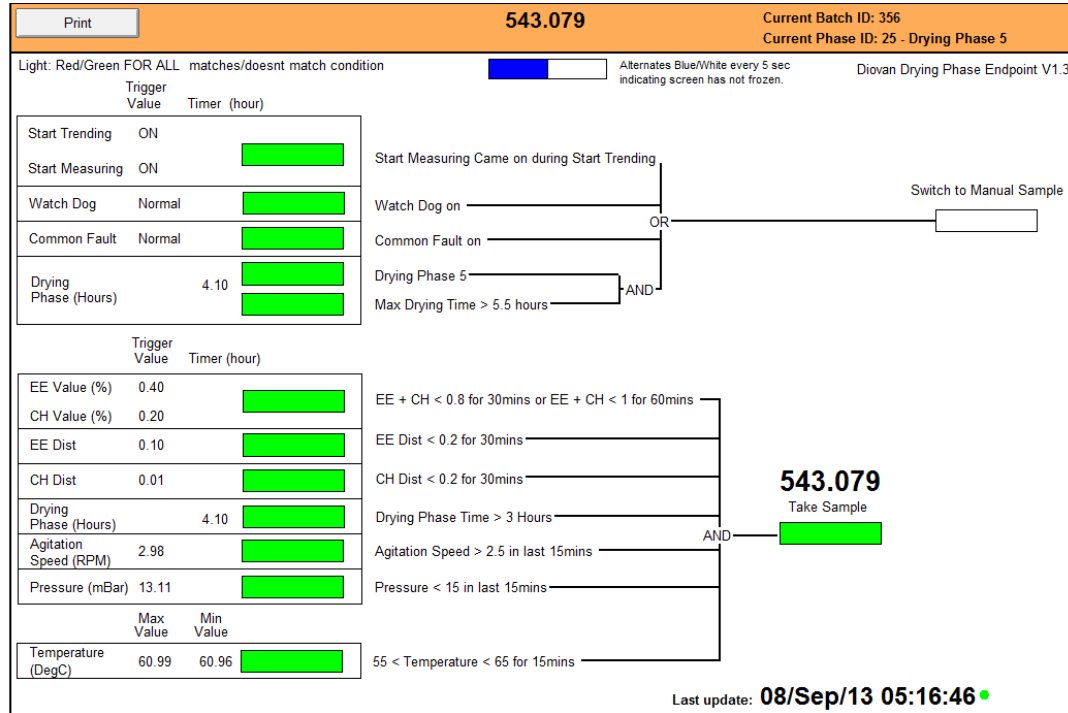 Print
543.079
Current Batch ID: 356
Current Phase ID: 25 - Drying Phase 5
Light: Red/Green FOR ALL matches/doesnt match condition
Alternates Blue/White every 5 sec
indicating screen has not frozen.
Diovan Drying Phase Endpoint V1.3
Trigger
Value Timer (hour)
Start Trending ON
Start Measuring ON
Start Measuring Came on during Start Trending
Watch Dog Normal
Watch Dog on
Common Fault Normal
Common Fault on
Drying
Phase (Hours) 4.10
Drying Phase 5
Max Drying Time > 5.5 hours
AND
OR
Switch to Manual Sample
Trigger
Value Timer (hour)
EE Value (%) 0.40
CH Value (%) 0.20
EE + CH < 0.8 for 30mins or EE + CH < 1 for 60mins
EE Dist 0.10
EE Dist < 0.2 for 30mins
CH Dist 0.01
CH Dist < 0.2 for 30mins
Drying
Phase (Hours) 4.10
Drying Phase Time > 3 Hours
Agitation
Speed (RPM) 2.98
Agitation Speed > 2.5 in last 15mins
Pressure (mBar) 13.11
Pressure < 15 in last 15mins
Max
Value
Min
Value
Temperature
(DegC) 60.99 60.96
55 < Temperature < 65 for 15mins
AND
543.079
Take Sample
Last update: 08/Sep/13 05:16:46